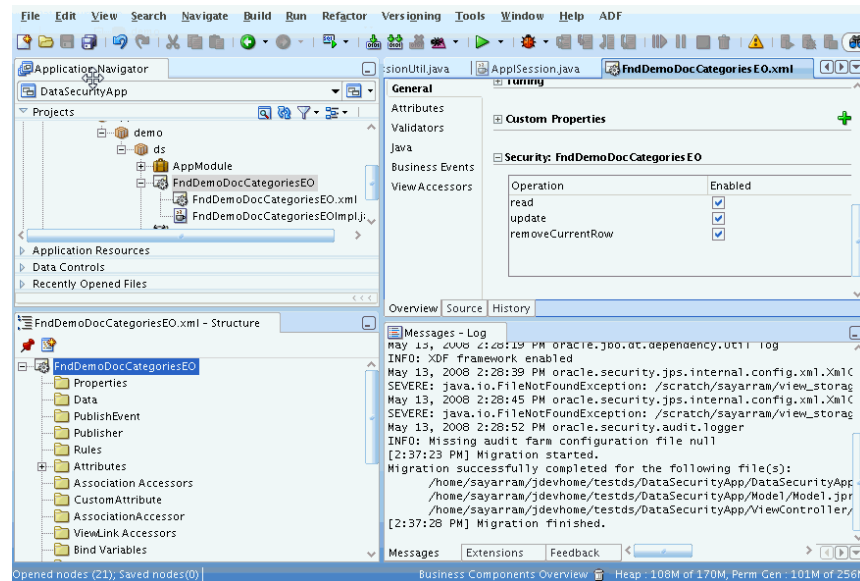 File Edit View Search Navigate Build Run Refactor Versioning Tools Window Help ADF
Application Navigator
DataSecurityApp
Projects
demo
ds
AppModule
FndDemoDocCategoriesEO
FndDemoDocCategoriesEO.xml
FndDemoDocCategoriesEOImpl.ja
Application Resources
Data Controls
Recently Opened Files
FndDemoDocCategoriesEO.xml - Structure
FndDemoDocCategoriesEO
Properties
Data
PublishEvent
Publisher
Rules
Attributes
Association Accessors
CustomAttribute
AssociationAccessor
ViewLink Accessors
Bind Variables
Opened nodes (21); Saved nodes(0)
sionUtil.java ApplSession.java FndDemoDocCategoriesEO.xml
General
Attributes
Validators
Java
Business Events
View Accessors
Tuning
Custom Properties
Security: FndDemoDocCategoriesEO
Operation Enabled
read
update
removeCurrentRow
Overview Source History
Messages - Log
May 13, 2008 2:28:19 PM oracle.jbo.dt.dependency.Util log
INFO: XDF framework enabled
May 13, 2008 2:28:39 PM oracle.security.jps.internal.config.xml.XmlC
SEVERE: java.io.FileNotFoundException: /scratch/sayarram/view_storag
May 13, 2008 2:28:45 PM oracle.security.jps.internal.config.xml.XmlC
SEVERE: java.io.FileNotFoundException: /scratch/sayarram/view_storag
May 13, 2008 2:28:52 PM oracle.security.audit.logger
INFO: Missing audit farm configuration file null
[2:37:23 PM] Migration started.
Migration successfully completed for the following file(s):
/home/sayarram/jdevhome/testds/DataSecurityApp/DataSecurityApp
/home/sayarram/jdevhome/testds/DataSecurityApp/Model/Model.jpr
/home/sayarram/jdevhome/testds/DataSecurityApp/ViewController/
[2:37:28 PM] Migration finished.
Messages Extensions Feedback
Business Components Overview Heap : 108M of 170M, Perm Gen : 101M of 256M